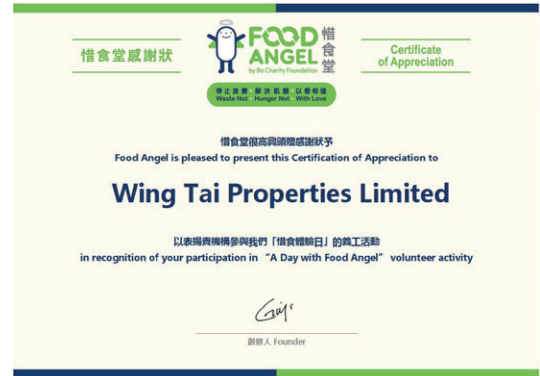 惜食堂感謝狀
FOOD ANGEL 惜食堂
by Bo Charity Foundation
Certificate
of Appreciation
停止浪費 解決飢餓 以愛相連
Waste Not Hunger Not With Love
惜食堂很高興頒贈感謝狀予
Food Angel is pleased to present this Certification of Appreciation to
Wing Tai Properties Limited
以表揚貴機構參與我們「惜食體驗日」的義工活動
in recognition of your participation in “A Day with Food Angel” volunteer activity
創辦人 Founder